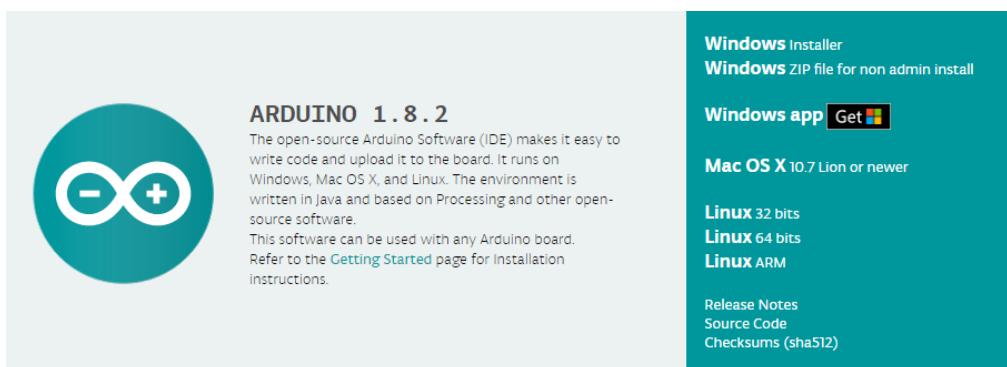 ARDUINO 1.8.2
The open-source Arduino Software (IDE) makes it easy to
write code and upload it to the board. It runs on
Windows, Mac OS X, and Linux. The environment is
written in Java and based on Processing and other open-
source software.
This software can be used with any Arduino board.
Refer to the Getting Started page for Installation
instructions.
Windows Installer
Windows ZIP file for non admin install
Windows app Get
Mac OS X 10.7 Lion or newer
Linux 32 bits
Linux 64 bits
Linux ARM
Release Notes
Source Code
Checksums (sha512)